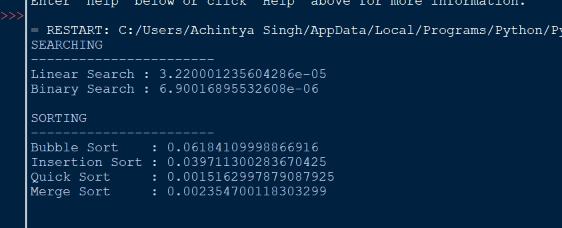 Enter "help" below or click "Help" above for more information.
>>>
= RESTART: C:/Users/Achintya Singh/AppData/Local/Programs/Python/Py
SEARCHING
-----------------------
Linear Search : 3.220001235604286e-05
Binary Search : 6.90016895532608e-06
SORTING
-----------------------
Bubble Sort    : 0.06184109998866916
Insertion Sort : 0.039711300283670425
Quick Sort     : 0.0015162997879087925
Merge Sort     : 0.002354700118303299